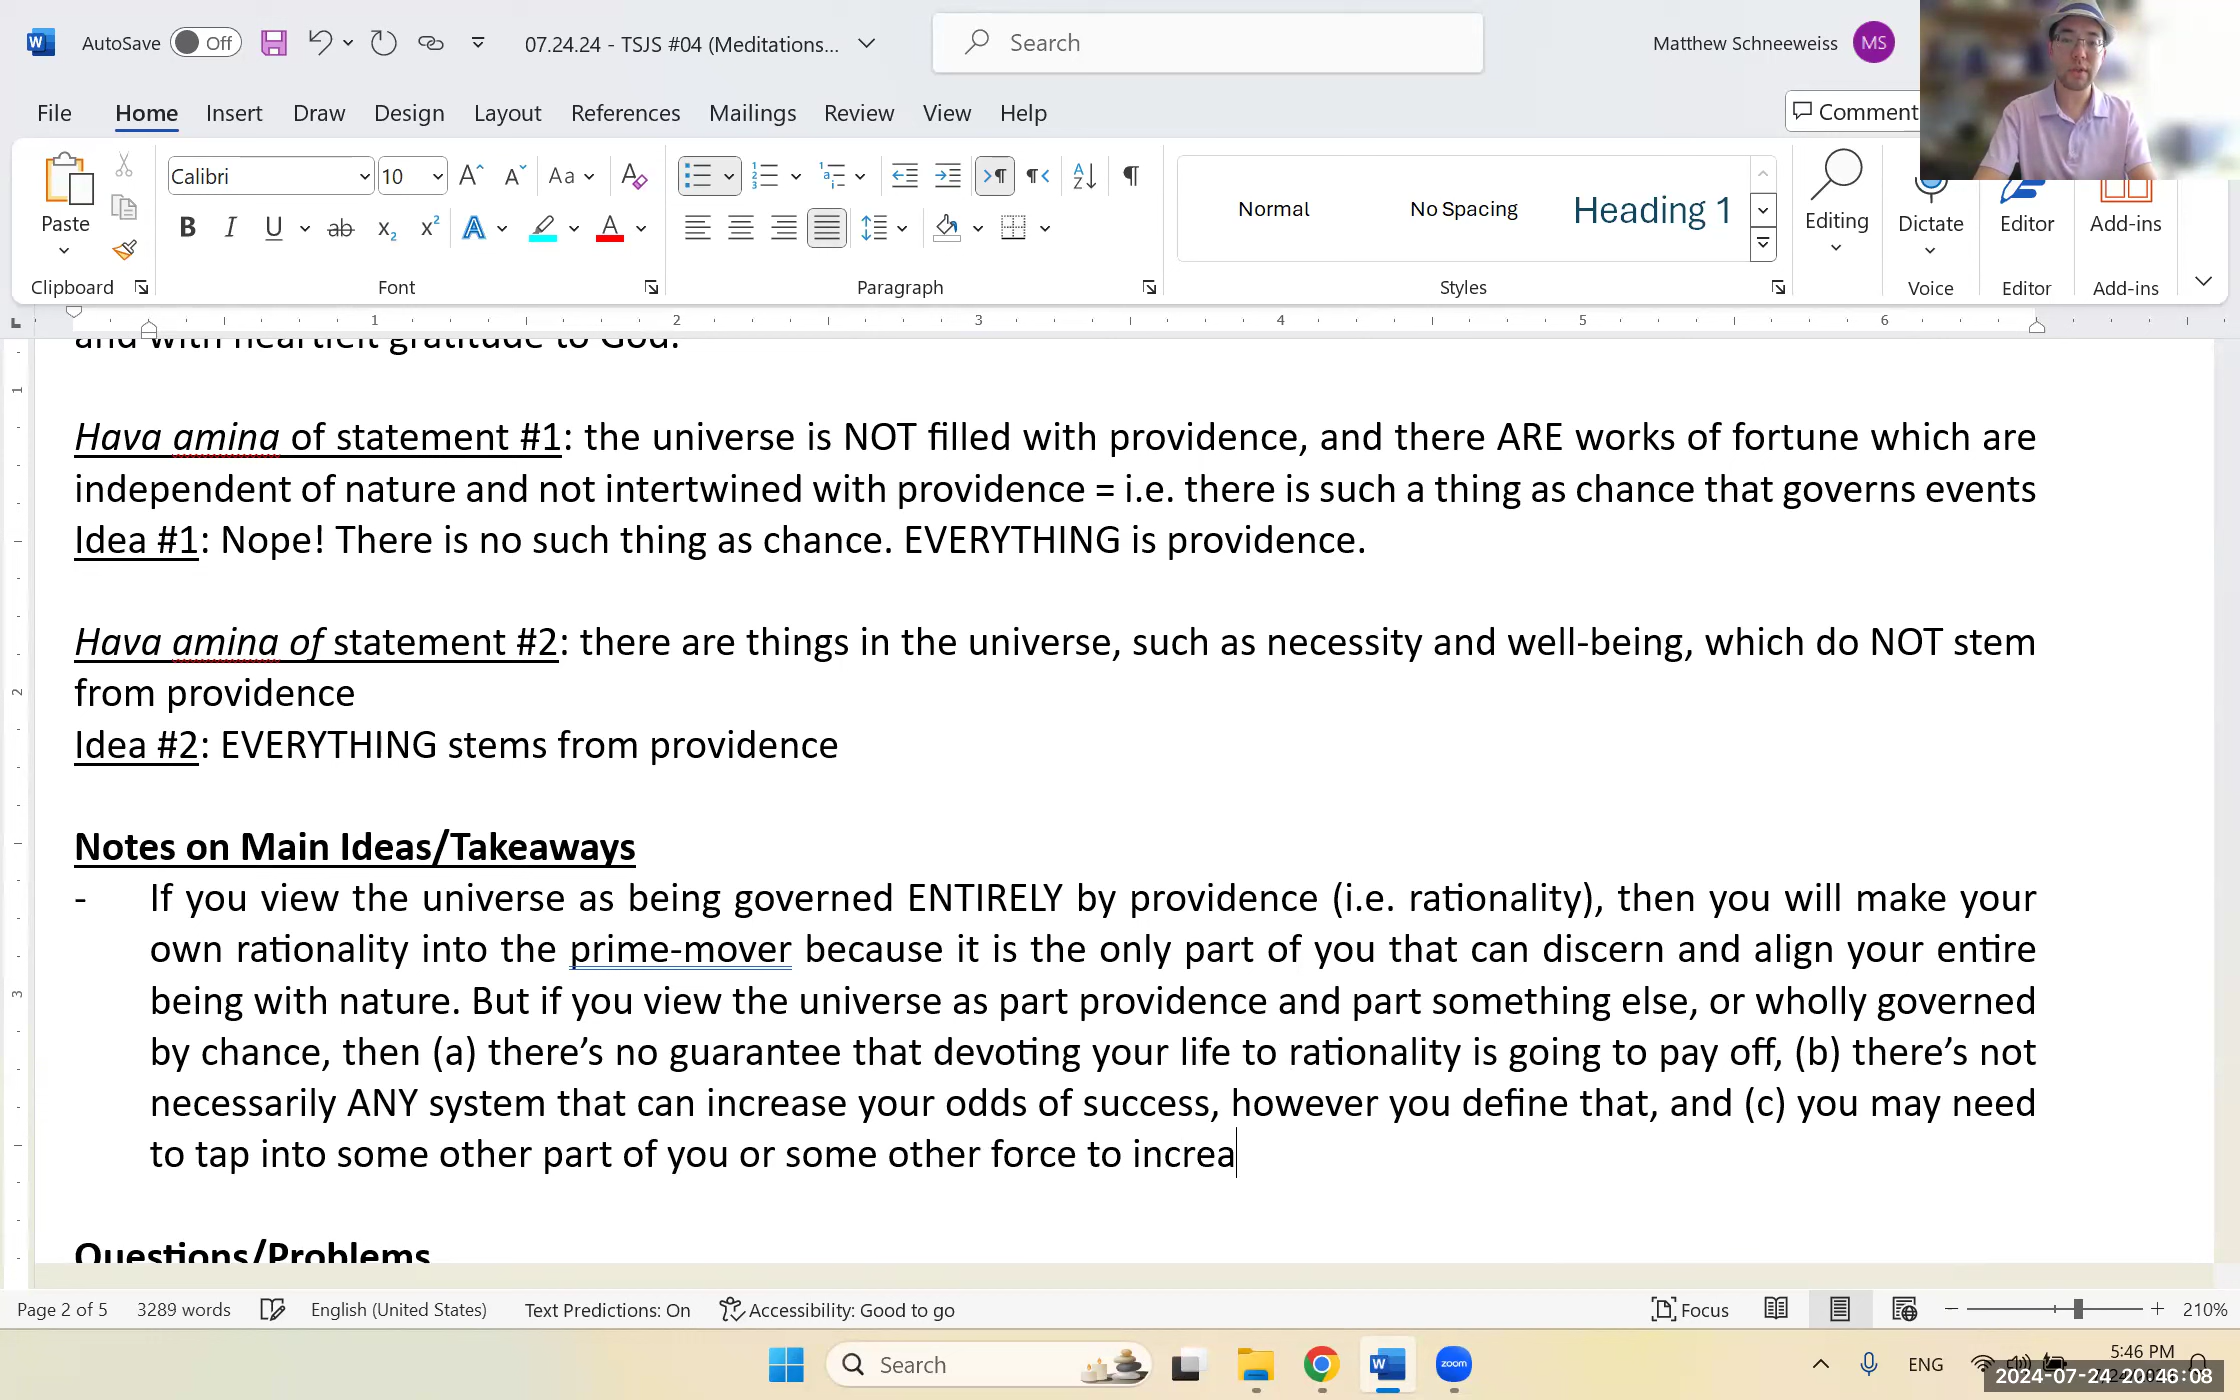 AutoSave Off 07.24.24 - TSJS #04 (Meditations... Search Matthew Schneeweiss MS
File Home Insert Draw Design Layout References Mailings Review View Help Comment
Paste Calibri 10 Normal No Spacing Heading 1 Editing Dictate Editor Add-ins
Clipboard Font Paragraph Styles Voice Editor Add-ins
1 2 3 4 5 6
and with heartfelt gratitude to God.
Hava amina of statement #1: the universe is NOT filled with providence, and there ARE works of fortune which are
independent of nature and not intertwined with providence = i.e. there is such a thing as chance that governs events
Idea #1: Nope! There is no such thing as chance. EVERYTHING is providence.
Hava amina of statement #2: there are things in the universe, such as necessity and well-being, which do NOT stem
from providence
Idea #2: EVERYTHING stems from providence
Notes on Main Ideas/Takeaways
- If you view the universe as being governed ENTIRELY by providence (i.e. rationality), then you will make your
own rationality into the prime-mover because it is the only part of you that can discern and align your entire
being with nature. But if you view the universe as part providence and part something else, or wholly governed
by chance, then (a) there’s no guarantee that devoting your life to rationality is going to pay off, (b) there’s not
necessarily ANY system that can increase your odds of success, however you define that, and (c) you may need
to tap into some other part of you or some other force to increa
Questions/Problems
Page 2 of 5 3289 words English (United States) Text Predictions: On Accessibility: Good to go Focus 210%
Search zoom ENG 5:46 PM
2024-07-24 20:46:08